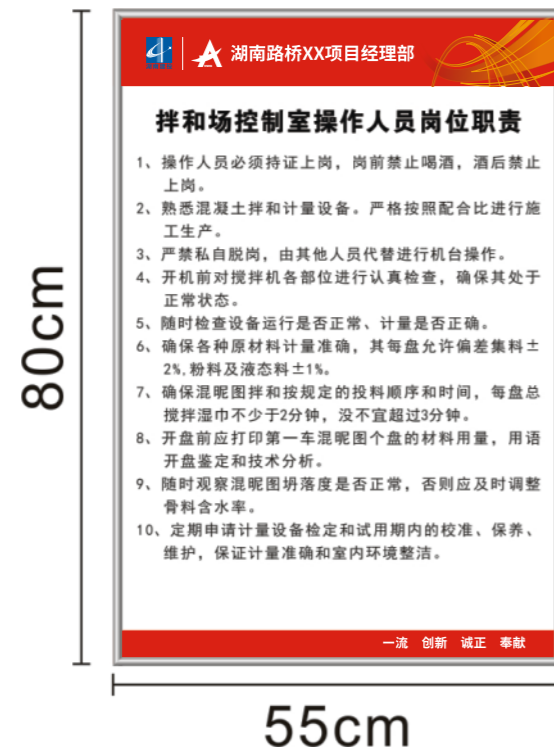 湖南路桥XX项目经理部
拌和场控制室操作人员岗位职责
1、操作人员必须持证上岗，岗前禁止喝酒，酒后禁止
上岗。
2、熟悉混凝土拌和计量设备。严格按照配合比进行施
工生产。
3、严禁私自脱岗，由其他人员代替进行机台操作。
4、开机前对搅拌机各部位进行认真检查，确保其处于
正常状态。
5、随时检查设备运行是否正常、计量是否正确。
6、确保各种原材料计量准确，其每盘允许偏差集料±
2%,粉料及液态料±1%。
7、确保混昵图拌和按规定的投料顺序和时间，每盘总
搅拌湿巾不少于2分钟，没不宜超过3分钟。
8、开盘前应打印第一车混昵图个盘的材料用量，用语
开盘鉴定和技术分析。
9、随时观察混昵图坍落度是否正常，否则应及时调整
骨料含水率。
10、定期申请计量设备检定和试用期内的校准、保养、
维护，保证计量准确和室内环境整洁。
一流 创新 诚正 奉献
80cm
55cm